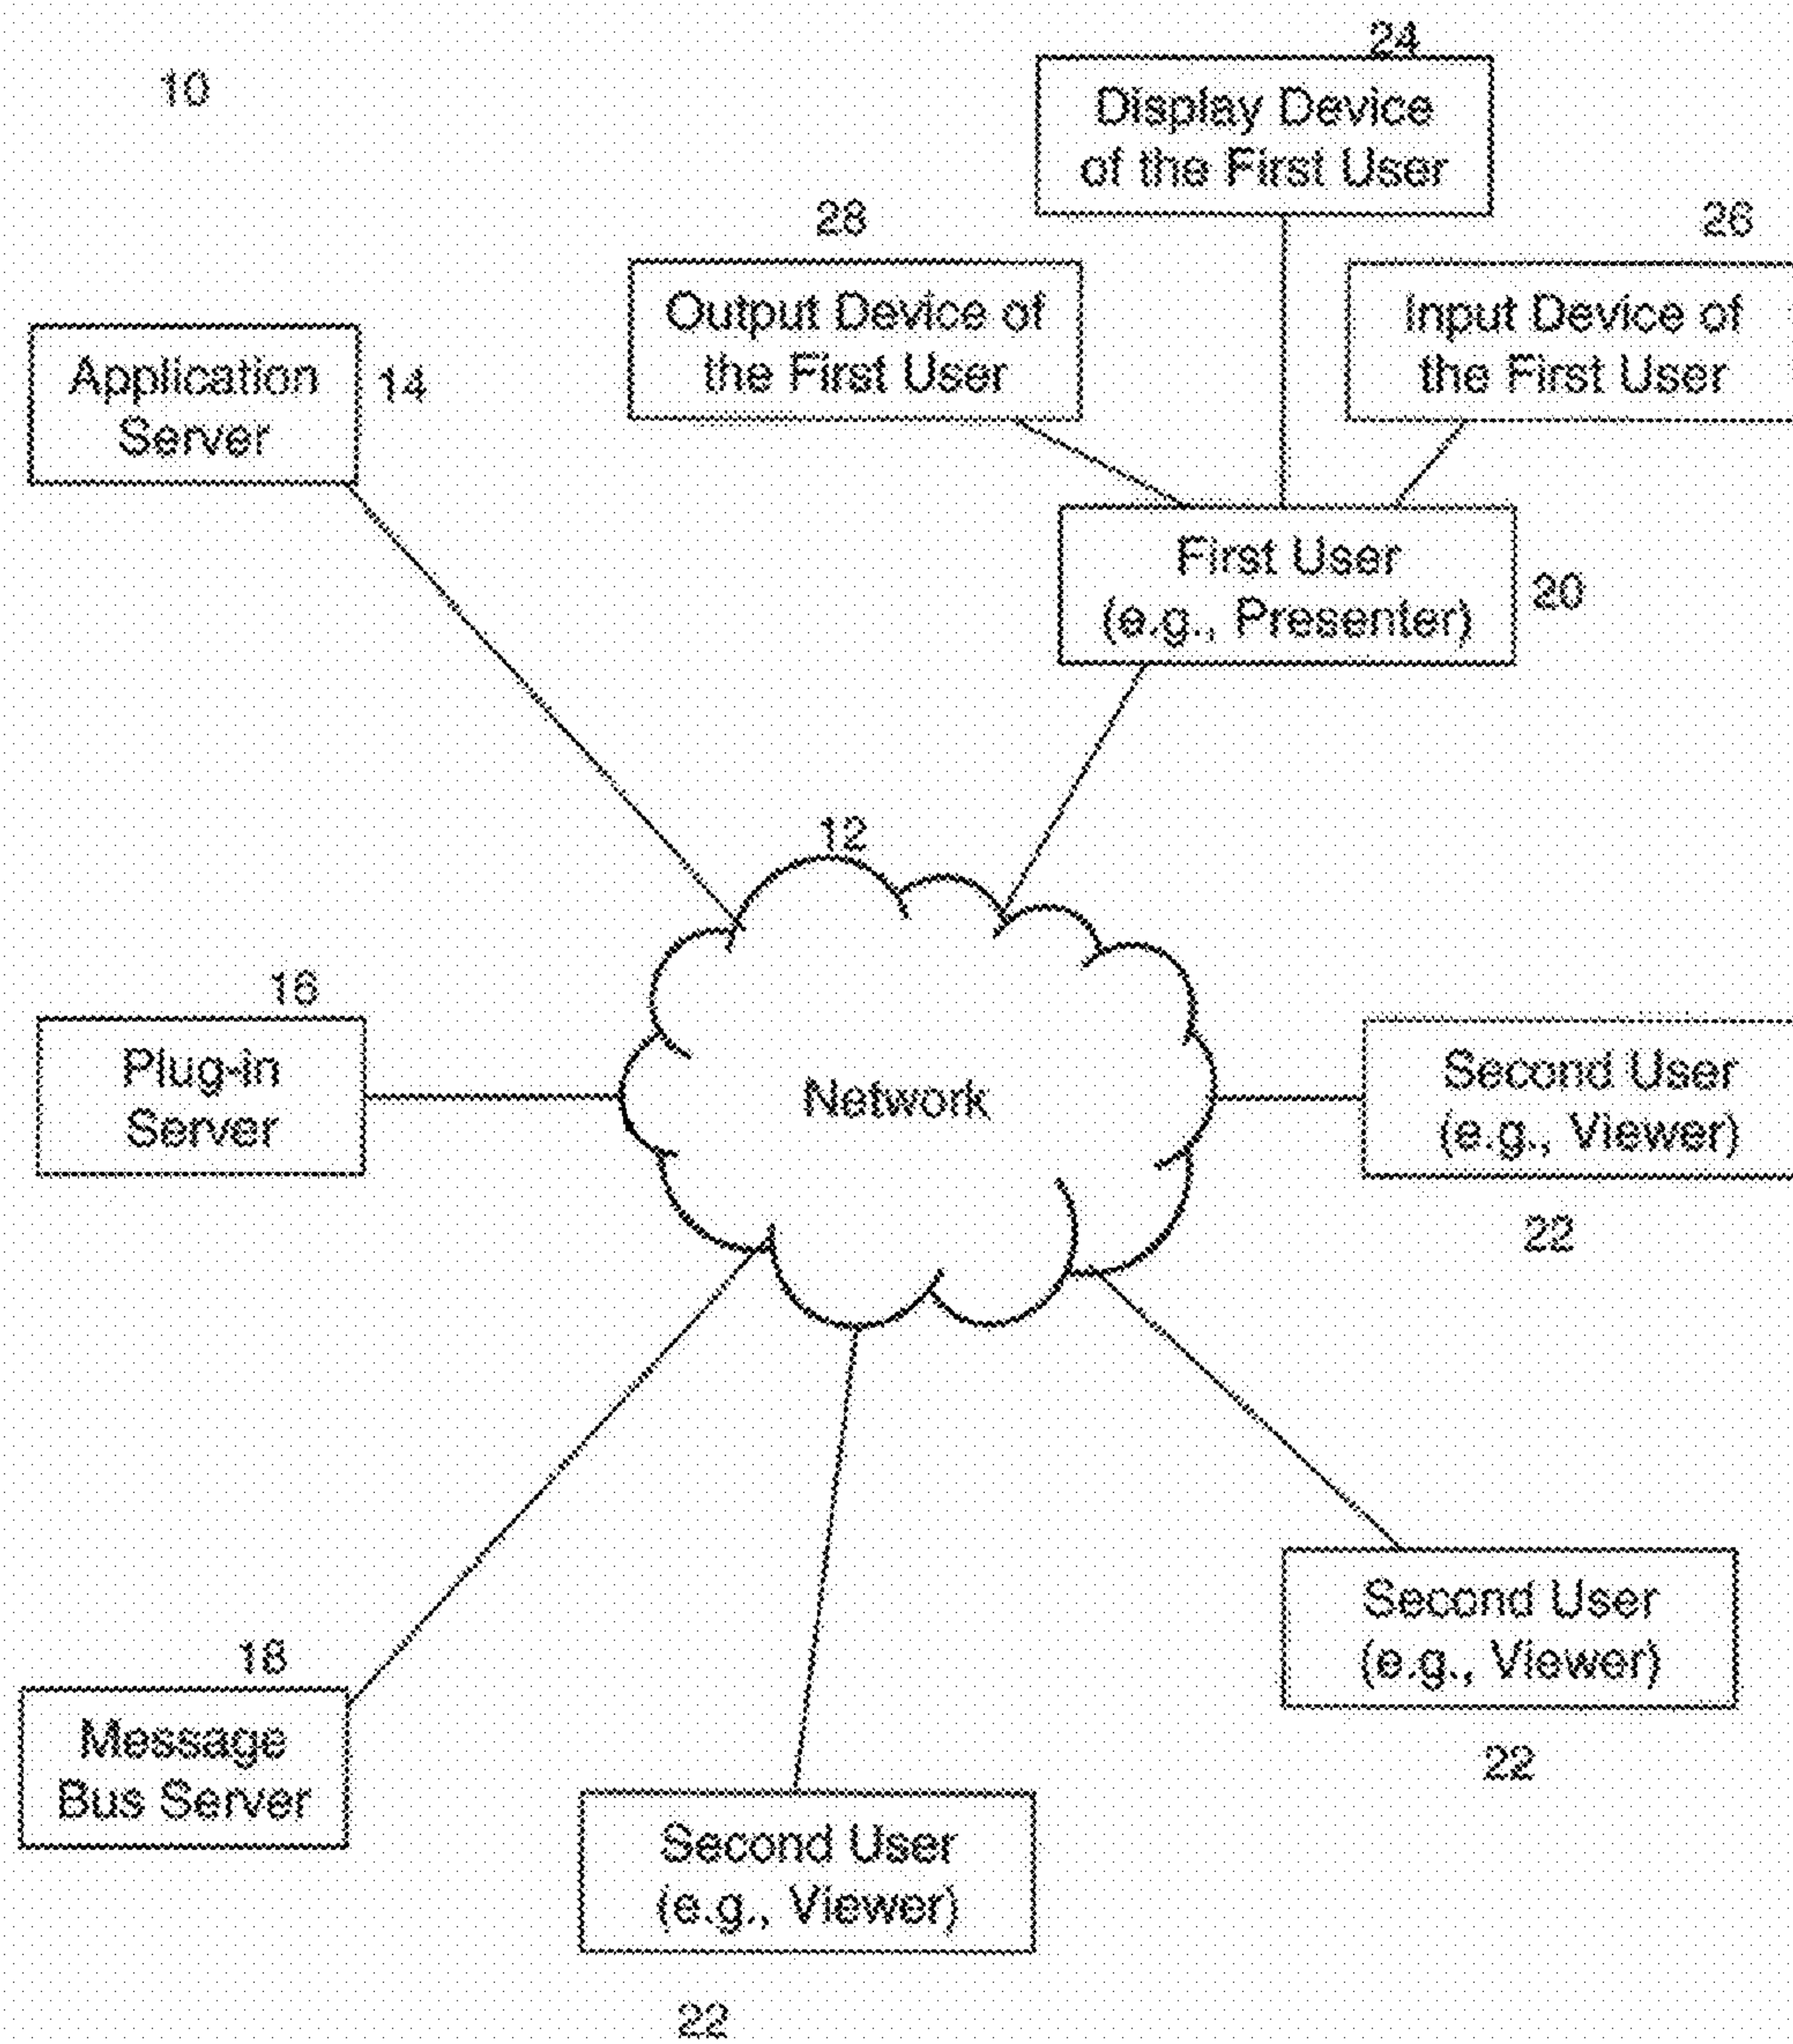 10
24
Display Device
of the First User
28
Output Device of
the First User
26
Input Device of
the First User
Application
Server
14
First User
(e.g., Presenter)
20
12
Network
16
Plug-in
Server
Second User
(e.g., Viewer)
22
Second User
(e.g., Viewer)
22
18
Message
Bus Server
Second User
(e.g., Viewer)
22